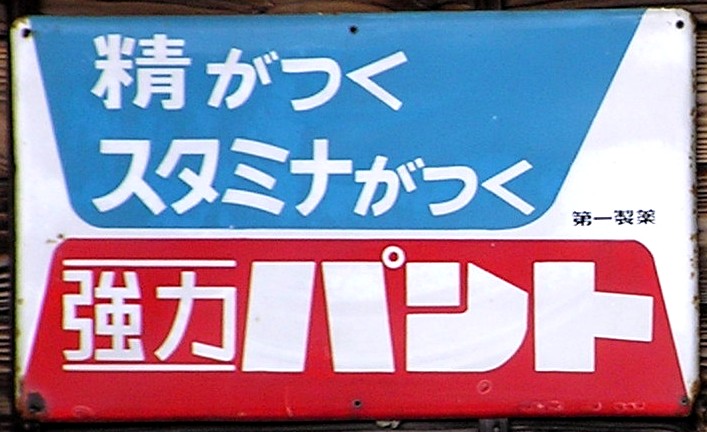 精がつく
スタミナがつく
第一製薬
強力パント